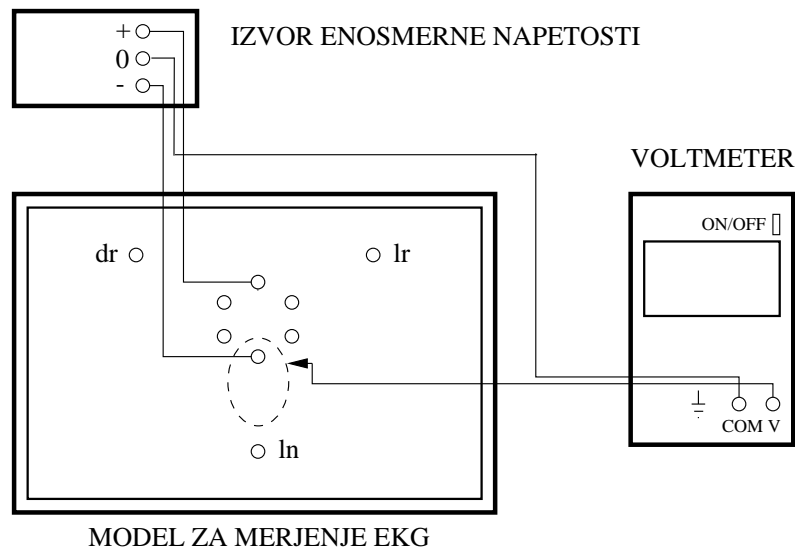 +
IZVOR ENOSMERNE NAPETOSTI
0
-
VOLTMETER
ON/OFF
dr
lr
COM V
ln
MODEL ZA MERJENJE EKG